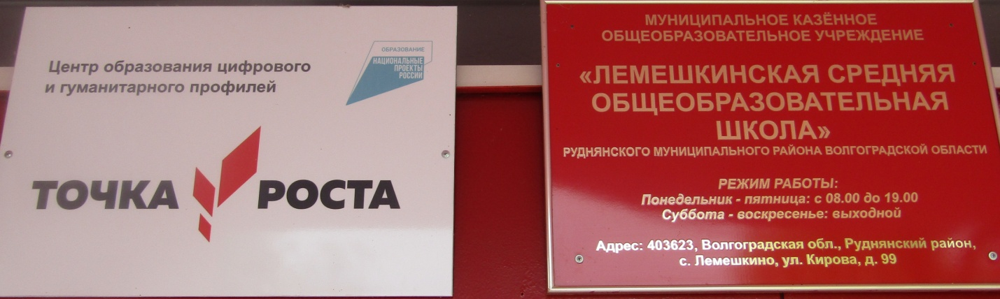 Центр образования цифрового
и гуманитарного профилей
ОБРАЗОВАНИЕ
НАЦИОНАЛЬНЫЕ
ПРОЕКТЫ
РОССИИ
ТОЧКА РОСТА
МУНИЦИПАЛЬНОЕ КАЗЁННОЕ
ОБЩЕОБРАЗОВАТЕЛЬНОЕ УЧРЕЖДЕНИЕ
«ЛЕМЕШКИНСКАЯ СРЕДНЯЯ
ОБЩЕОБРАЗОВАТЕЛЬНАЯ
ШКОЛА»
РУДНЯНСКОГО МУНИЦИПАЛЬНОГО РАЙОНА ВОЛГОГРАДСКОЙ ОБЛАСТИ
РЕЖИМ РАБОТЫ:
Понедельник - пятница: с 08.00 до 19.00
Суббота - воскресенье: выходной
Адрес: 403623, Волгоградская обл., Руднянский район,
с. Лемешкино, ул. Кирова, д. 99